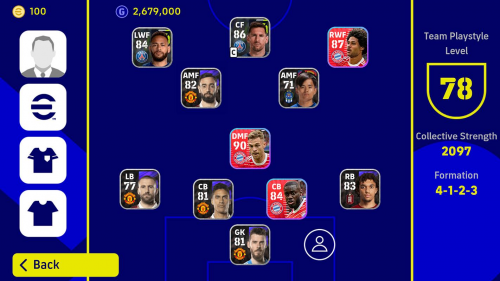 100
2,679,000
LWF
84
CF
86
C
RWF
87
AMF
82
AMF
71
DMF
90
LB
77
CB
81
CB
84
RB
83
GK
81
Team Playstyle
Level
78
Collective Strength
2097
Formation
4-1-2-3
Back